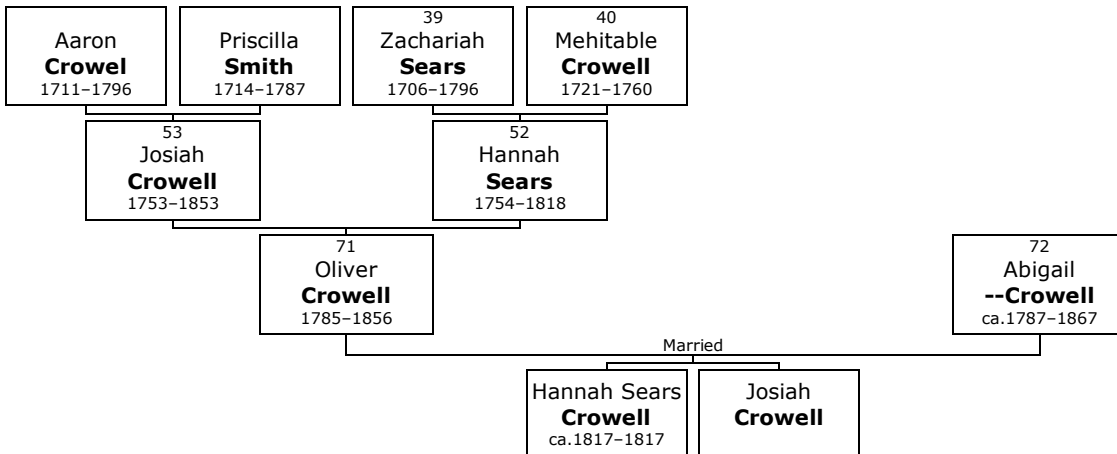 Aaron
Crowel
1711–1796
Priscilla
Smith
1714–1787
39
Zachariah
Sears
1706–1796
40
Mehitable
Crowell
1721–1760
53
Josiah
Crowell
1753–1853
52
Hannah
Sears
1754–1818
71
Oliver
Crowell
1785–1856
72
Abigail
--Crowell
ca.1787–1867
Married
Hannah Sears
Crowell
ca.1817–1817
Josiah
Crowell